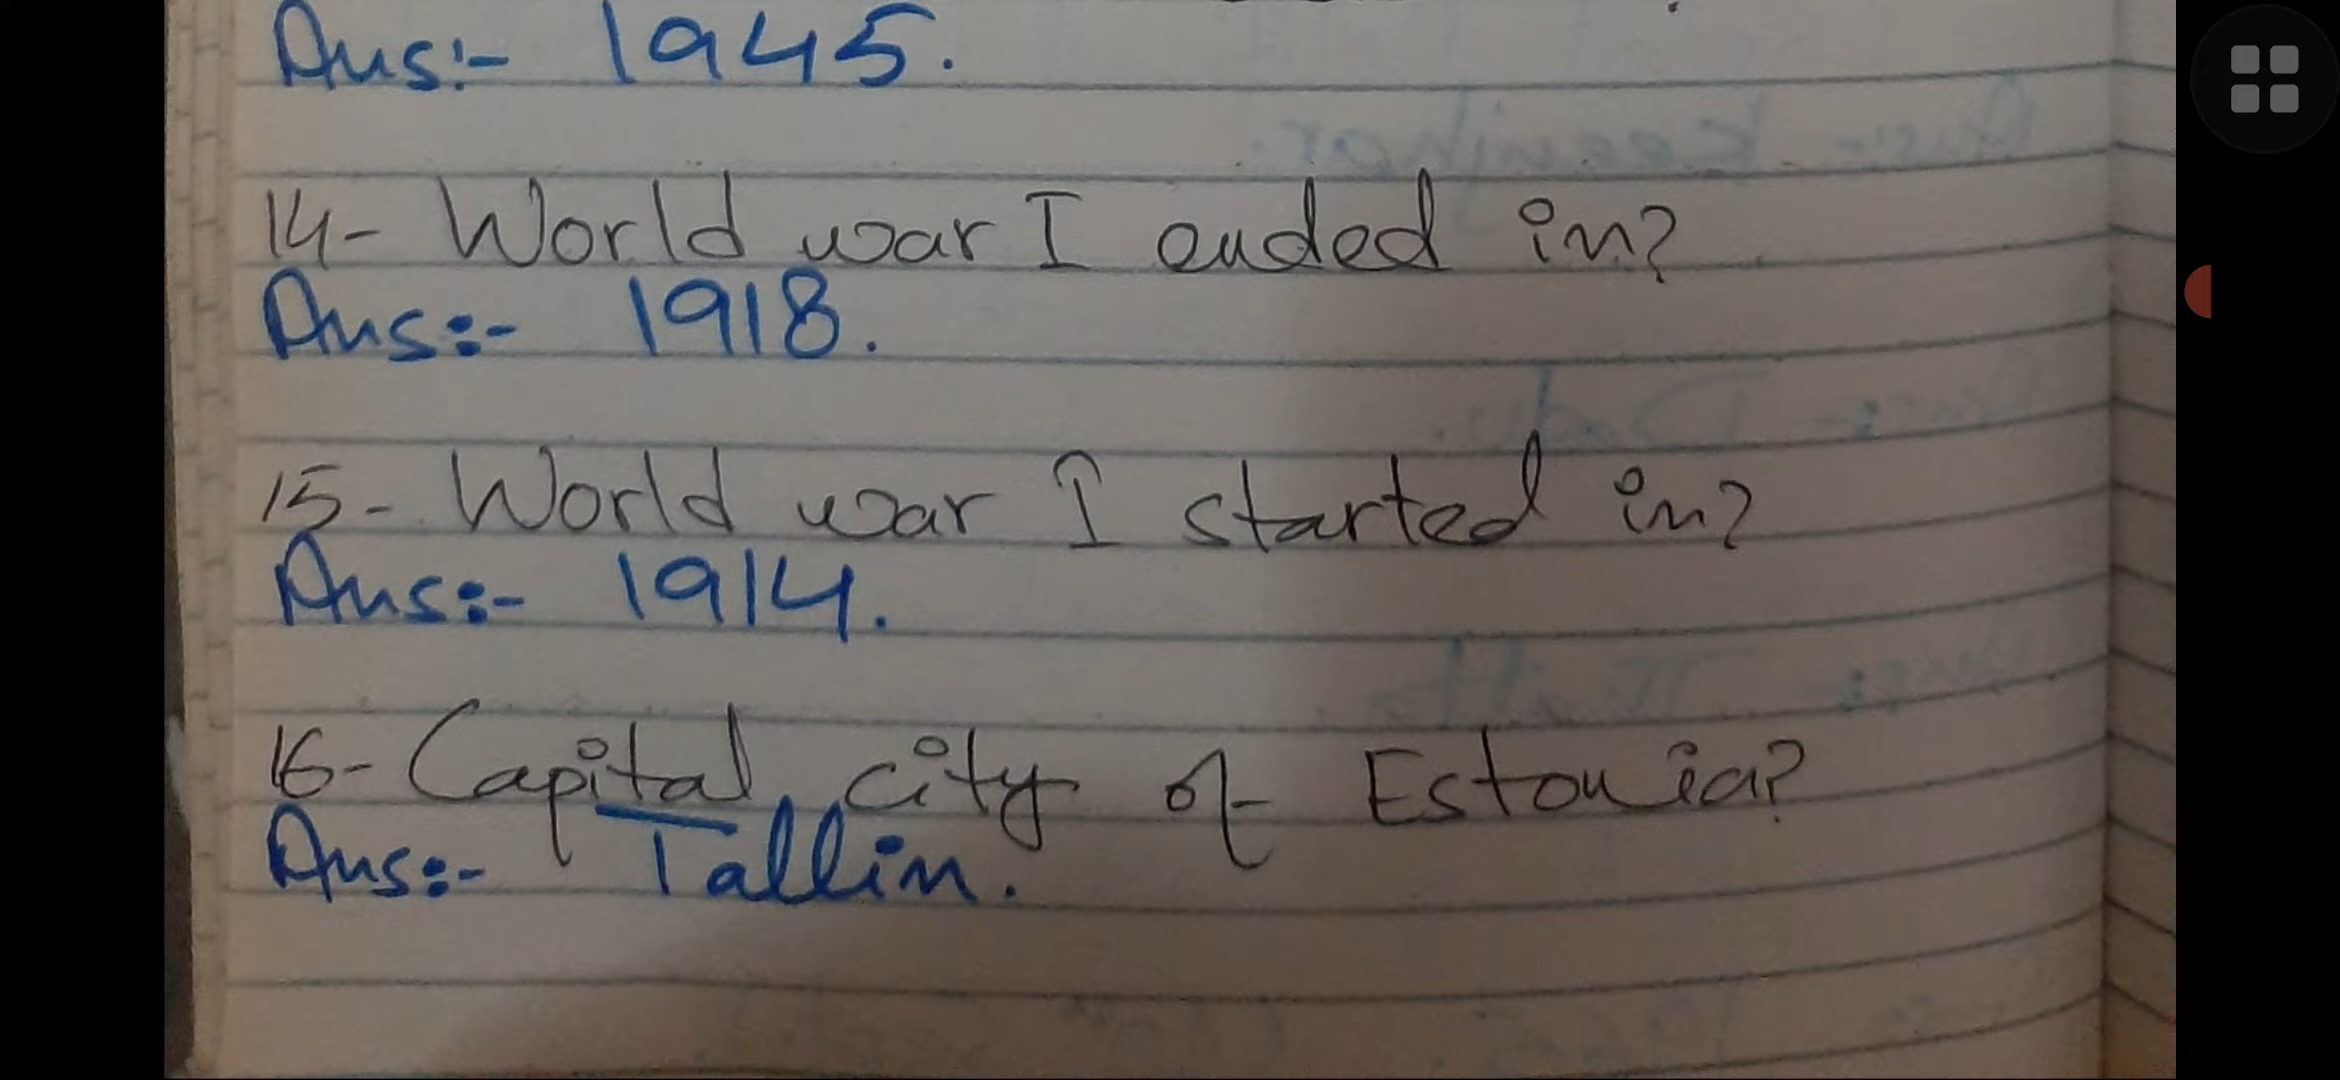 Ans:- 1945.
14- World war I ended in?
Ans:- 1918.
15- World war I started in?
Ans:- 1914.
16- Capital city of Estonia?
Ans:- Tallin.